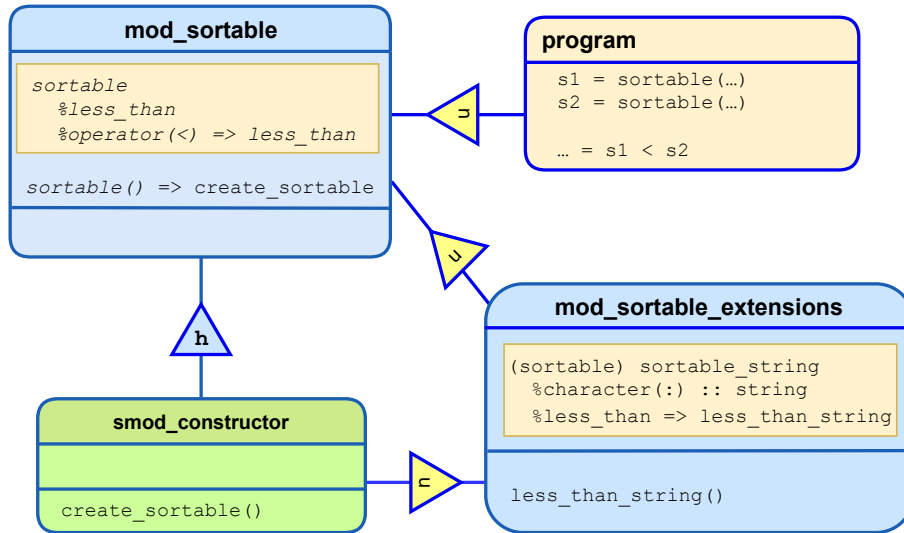 mod_sortable
sortable
%less_than
%operator(<) => less_than
sortable() => create_sortable
program
s1 = sortable(…)
s2 = sortable(…)
… = s1 < s2
u
u
h
mod_sortable_extensions
(sortable) sortable_string
%character(:) :: string
%less_than => less_than_string
less_than_string()
smod_constructor
create_sortable()
u